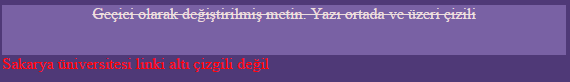 Geçici olarak değiştirilmiş metin. Yazı ortada ve üzeri çizili
Sakarya üniversitesi linki altı çizgili değil